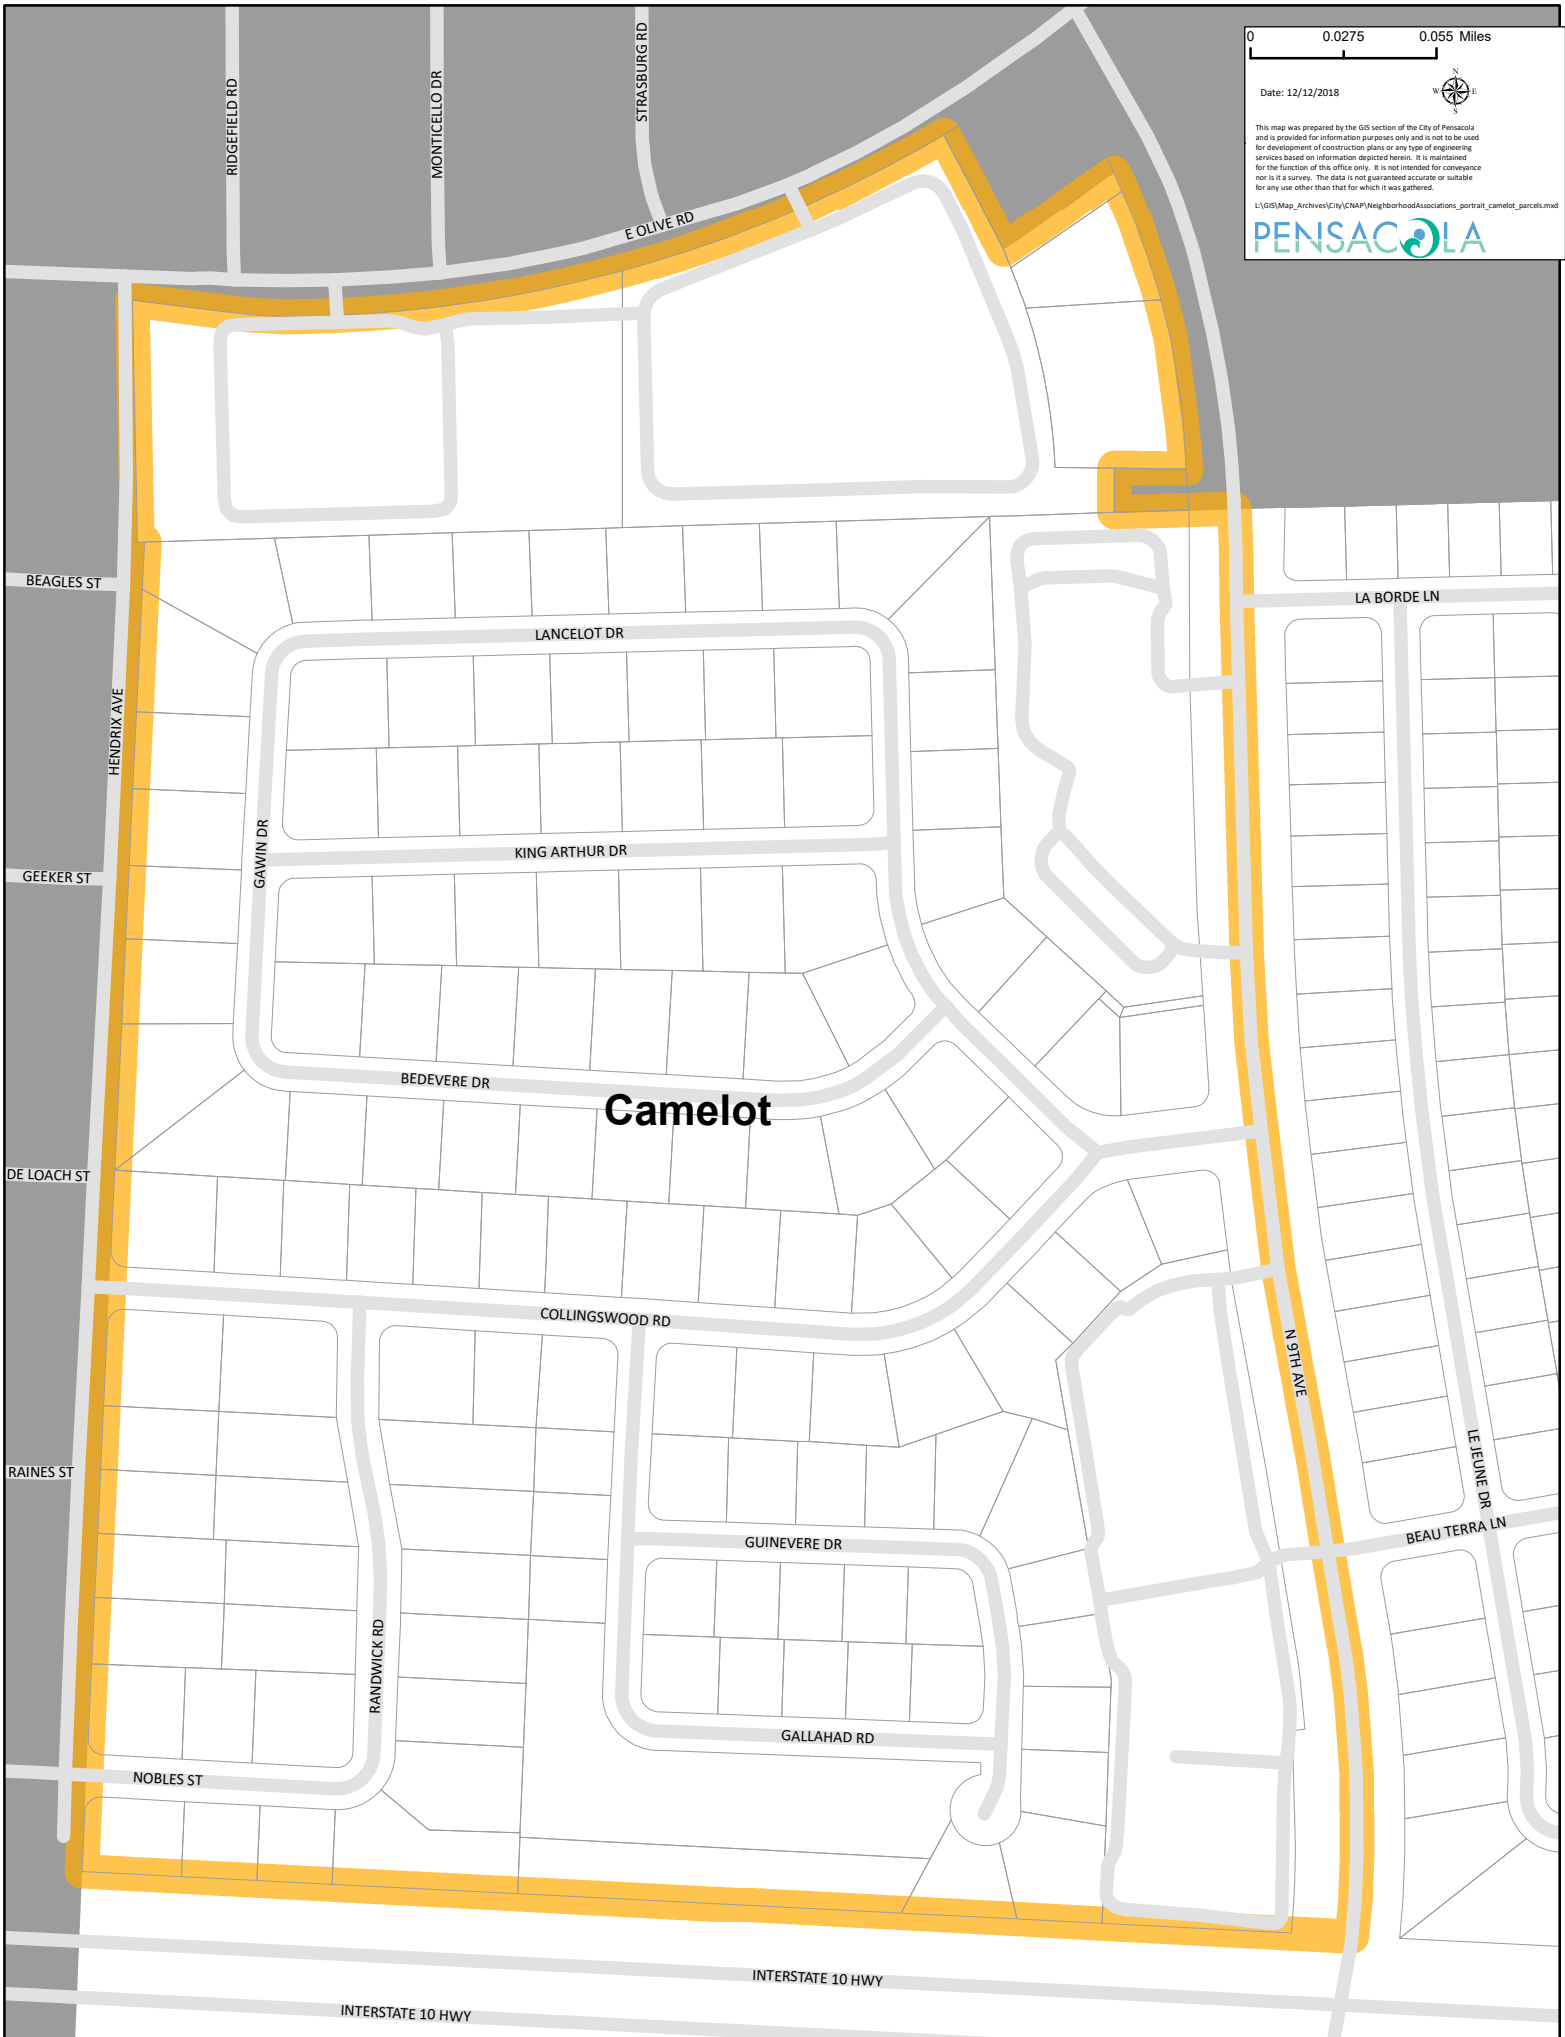 0 0.0275 0.055 Miles
Date: 12/12/2018
N
W E
S
This map was prepared by the GIS section of the City of Pensacola
and is provided for information purposes only and is not to be used
for development of construction plans or any type of engineering
services based on information depicted herein. It is maintained
for the function of this office only. It is not intended for conveyance
nor is it a survey. The data is not guaranteed accurate or suitable
for any use other than that for which it was gathered.
L:\GIS\Map_Archives\City\CNAP\NeighborhoodAssociations_portrait_camelot_parcels.mxd
PENSACOLA
RIDGEFIELD RD
MONTICELLO DR
STRASBURG RD
E OLIVE RD
BEAGLES ST
LA BORDE LN
LANCELOT DR
HENDRIX AVE
GAWIN DR
KING ARTHUR DR
GEEKER ST
BEDEVERE DR
Camelot
DE LOACH ST
COLLINGSWOOD RD
N 9TH AVE
RAINES ST
LE JEUNE DR
BEAU TERRA LN
GUINEVERE DR
RANDWICK RD
GALLAHAD RD
NOBLES ST
INTERSTATE 10 HWY
INTERSTATE 10 HWY